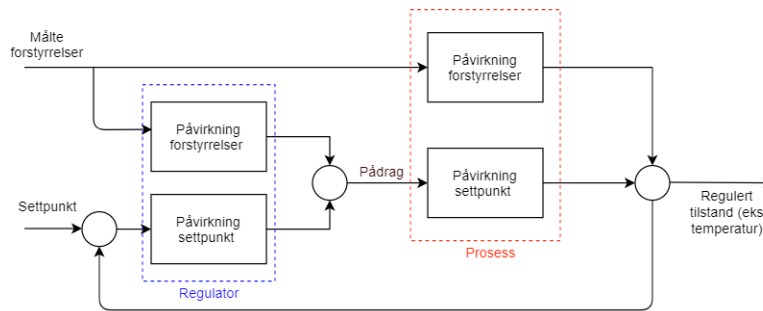 Målte
forstyrrelser
Påvirkning
forstyrrelser
Påvirkning
forstyrrelser
Pådrag
Påvirkning
settpunkt
Settpunkt
Påvirkning
settpunkt
Regulert
tilstand (eks
temperatur)
Prosess
Regulator